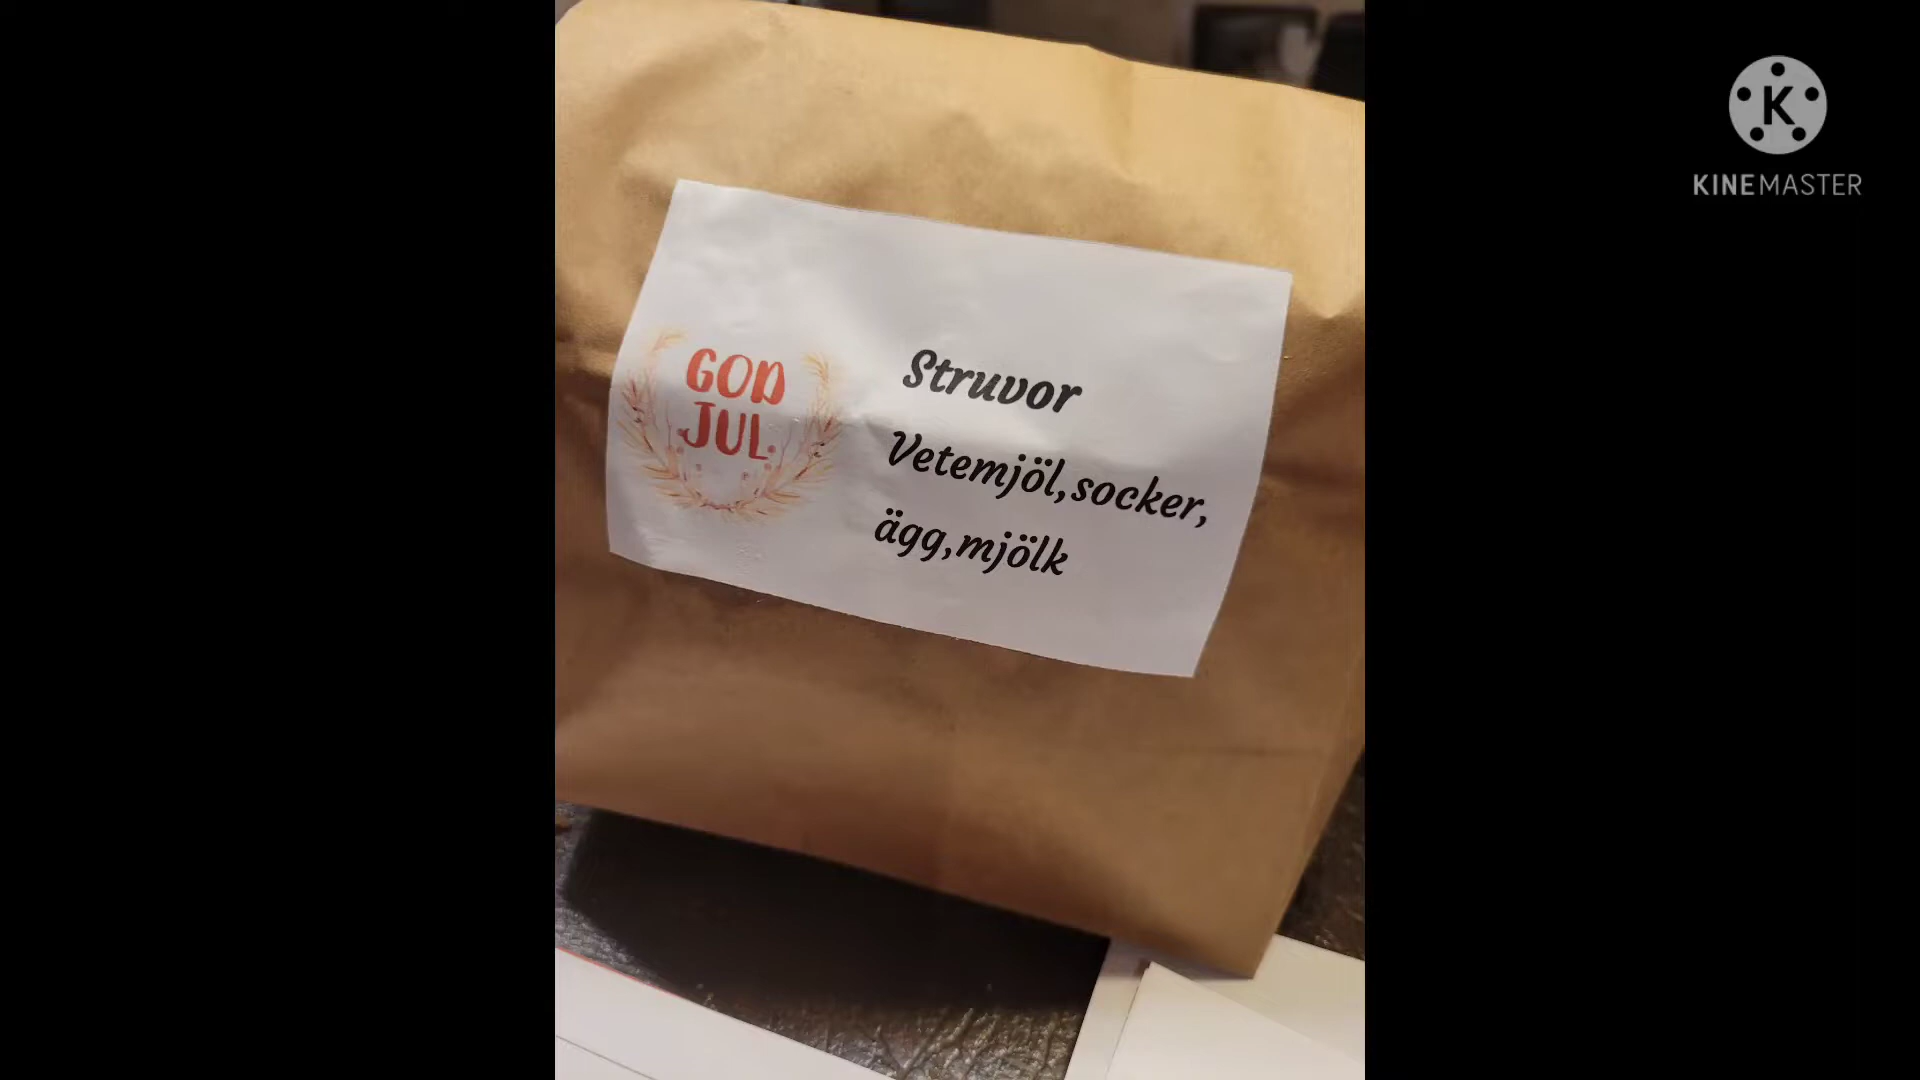 GOD
JUL
Struvor
Vetemjöl,socker,
ägg,mjölk
K
KINEMASTER